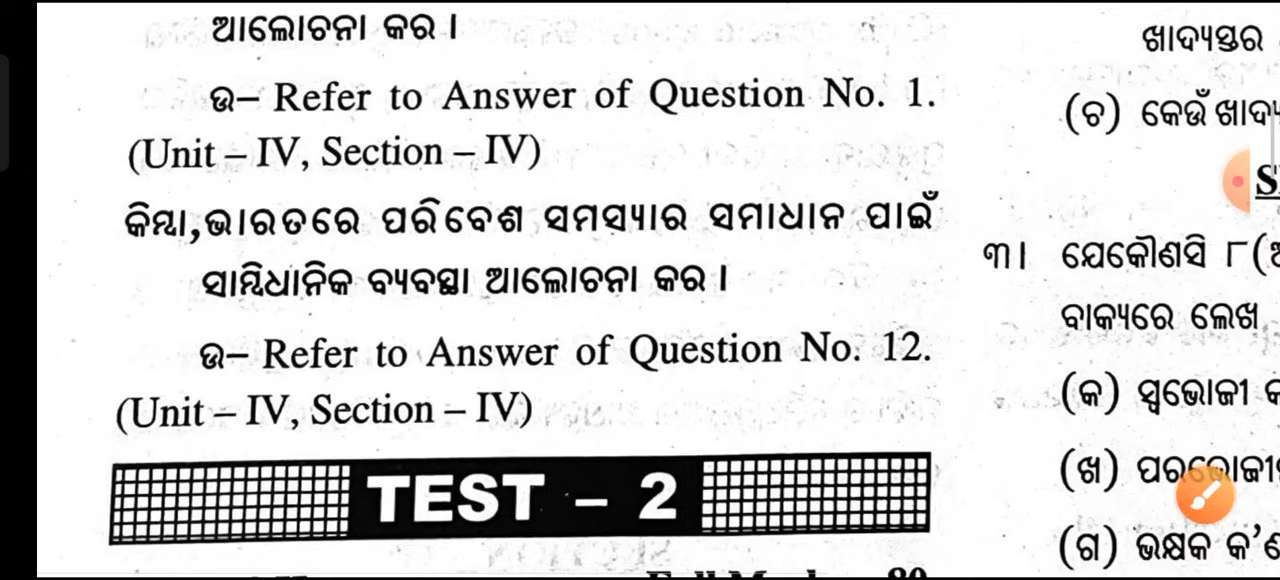 ଆଲୋଚନା କର ।
ଉ– Refer to Answer of Question No. 1.
(Unit – IV, Section – IV)
କିମ୍ବା, ଭାରତରେ ପରିବେଶ ସମସ୍ୟାର ସମାଧାନ ପାଇଁ
ସାମ୍ବିଧାନିକ ବ୍ୟବସ୍ଥା ଆଲୋଚନା କର ।
ଉ– Refer to Answer of Question No. 12.
(Unit – IV, Section – IV)
TEST – 2
ଖାଦ୍ୟସ୍ତର
(ଚ) କେଉଁ
୩। ଯେକୌଣସି ୮
ବାକ୍ୟରେ ଲେଖ
(କ) ସ୍ୱଭୋଜୀ
(ଖ)
(ଗ) ଭକ୍ଷକ